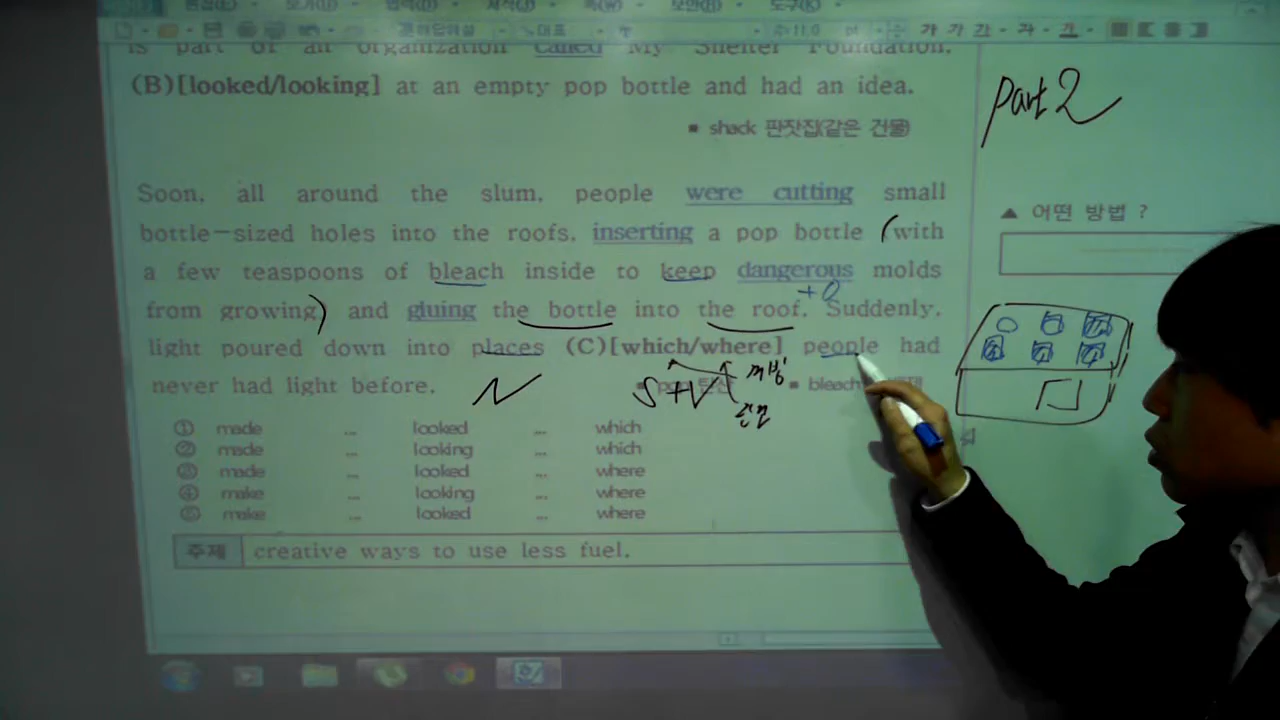 is part of an organization called My Shelter Foundation,
(B)[looked/looking] at an empty pop bottle and had an idea.
■ shack 판잣집(같은 건물)
Part 2
Soon, all around the slum, people were cutting small
bottle-sized holes into the roofs, inserting a pop bottle (with
a few teaspoons of bleach inside to keep dangerous molds
from growing) and gluing the bottle into the roof. Suddenly,
light poured down into places (C)[which/where] people had
never had light before.
▲ 어떤 방법 ?
+ O
N
S+V
① made ... looked ... which
② made ... looking ... which
③ made ... looked ... where
④ make ... looking ... where
⑤ make ... looked ... where
주제 creative ways to use less fuel.